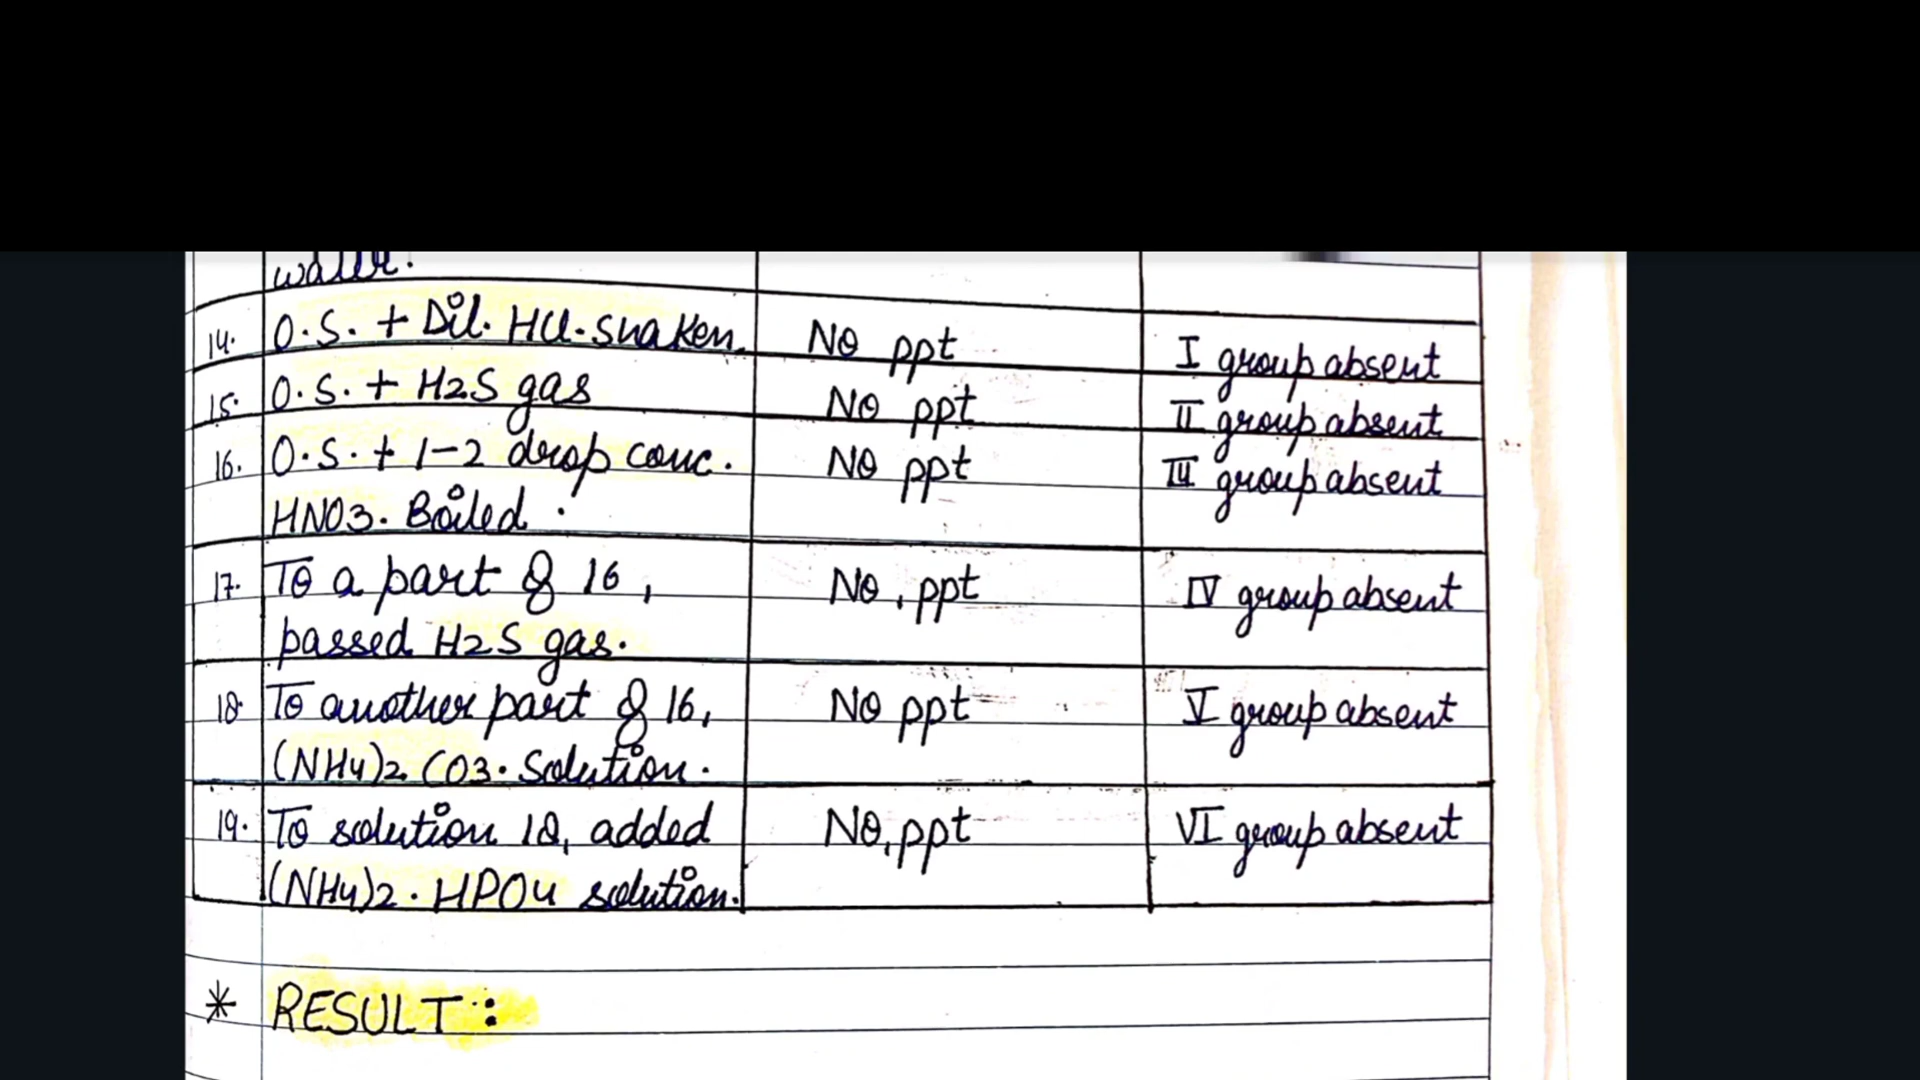 water.
14. O.S. + Dil. HCl. shaken. No ppt I group absent
15. O.S. + H2S gas No ppt II group absent
16. O.S. + 1-2 drop conc. No ppt III group absent
HNO3. Boiled.
17. To a part of 16, No ppt IV group absent
passed H2S gas.
18. To another part of 16, No ppt V group absent
(NH4)2 CO3. Solution.
19. To solution 18, added No ppt VI group absent
(NH4)2. HPO4 solution.
* RESULT :